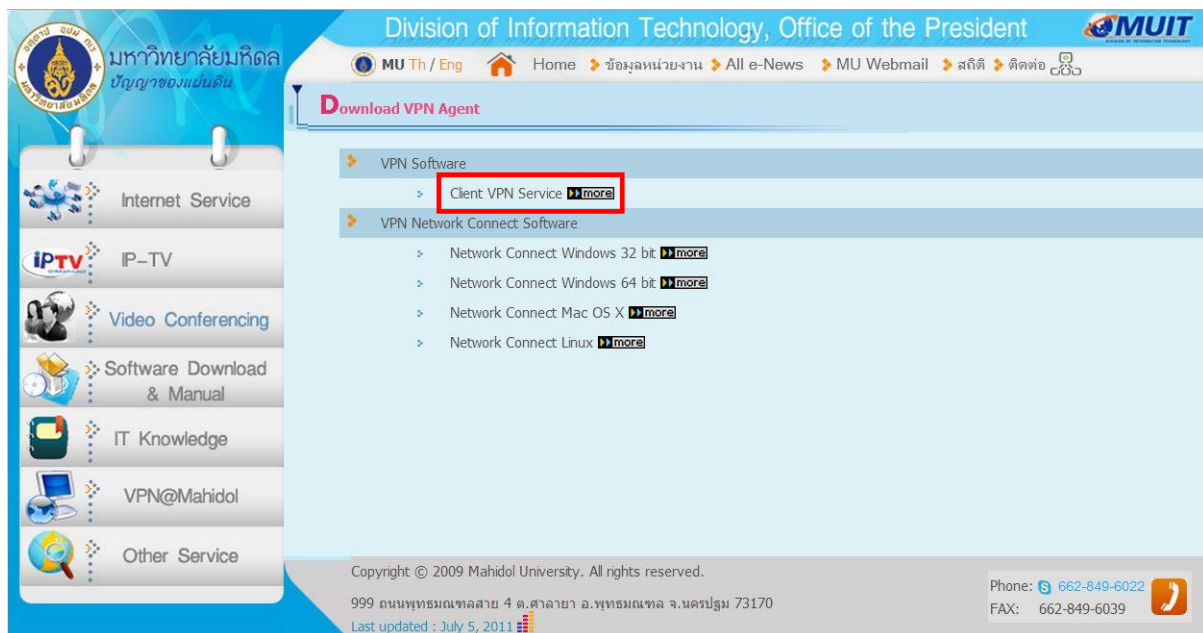 Division of Information Technology, Office of the President
MUIT
มหาวิทยาลัยมหิดล
ปัญญาของแผ่นดิน
MU Th / Eng Home ข้อมูลหน่วยงาน All e-News MU Webmail สถิติ ติดต่อ
Download VPN Agent
VPN Software
Client VPN Service more
VPN Network Connect Software
Network Connect Windows 32 bit more
Network Connect Windows 64 bit more
Network Connect Mac OS X more
Network Connect Linux more
Internet Service
iPTV
IP-TV
Video Conferencing
Software Download
& Manual
IT Knowledge
VPN@Mahidol
Other Service
Copyright © 2009 Mahidol University. All rights reserved.
999 ถนนพุทธมณฑลสาย 4 ต.ศาลายา อ.พุทธมณฑล จ.นครปฐม 73170
Last updated : July 5, 2011
Phone: 662-849-6022
FAX: 662-849-6039